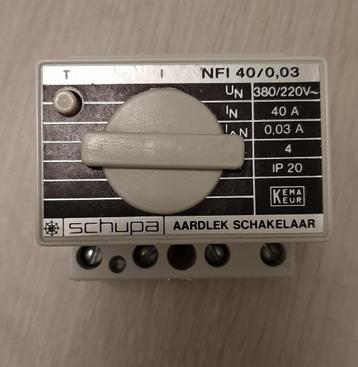 T I NFI 40/0,03
UN 380/220V~
IN 40 A
IΔN 0,03 A
4
IP 20
KEMA
KEUR
schupa AARDLEK SCHAKELAAR